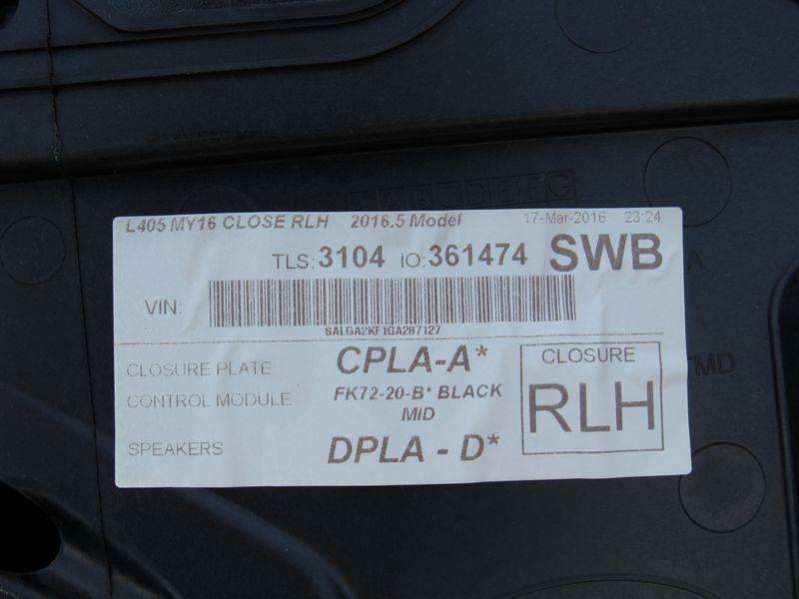 L405 MY16 CLOSE RLH 2016.5 Model 17-Mar-2016 23:24
TLS: 3104 IO: 361474 SWB
VIN:
SALGA2KF1GA287127
CLOSURE PLATE CPLA-A*
CONTROL MODULE FK72-20-B* BLACK
MID
SPEAKERS DPLA - D*
CLOSURE
RLH